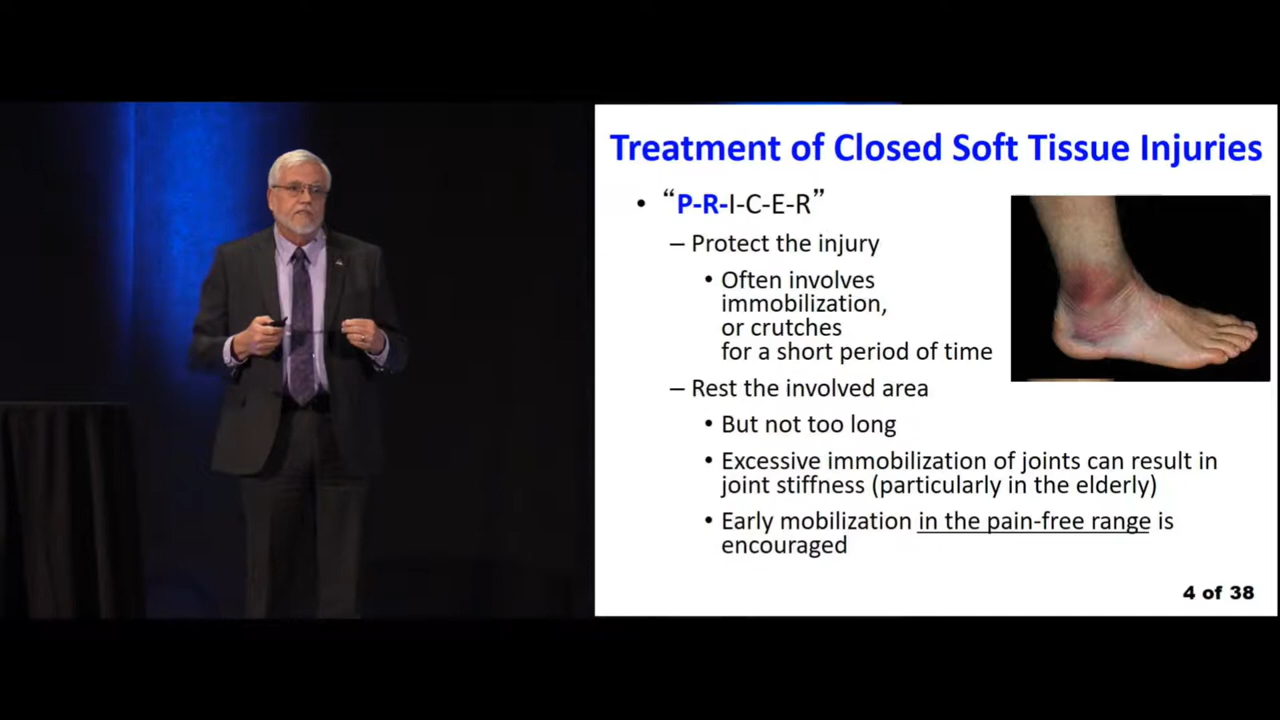 Treatment of Closed Soft Tissue Injuries
• “P-R-I-C-E-R”
– Protect the injury
• Often involves
immobilization,
or crutches
for a short period of time
– Rest the involved area
• But not too long
• Excessive immobilization of joints can result in
joint stiffness (particularly in the elderly)
• Early mobilization in the pain-free range is
encouraged
4 of 38